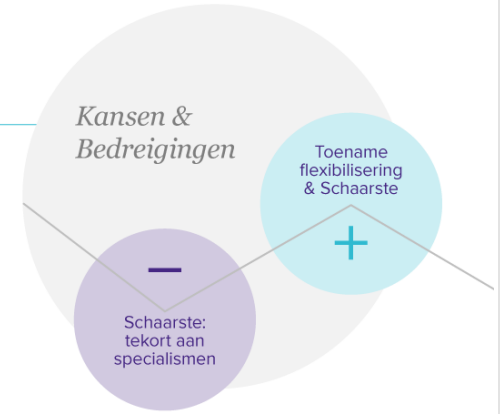 Kansen &
Bedreigingen
Toename
flexibilisering
& Schaarste
+
−
Schaarste:
tekort aan
specialismen